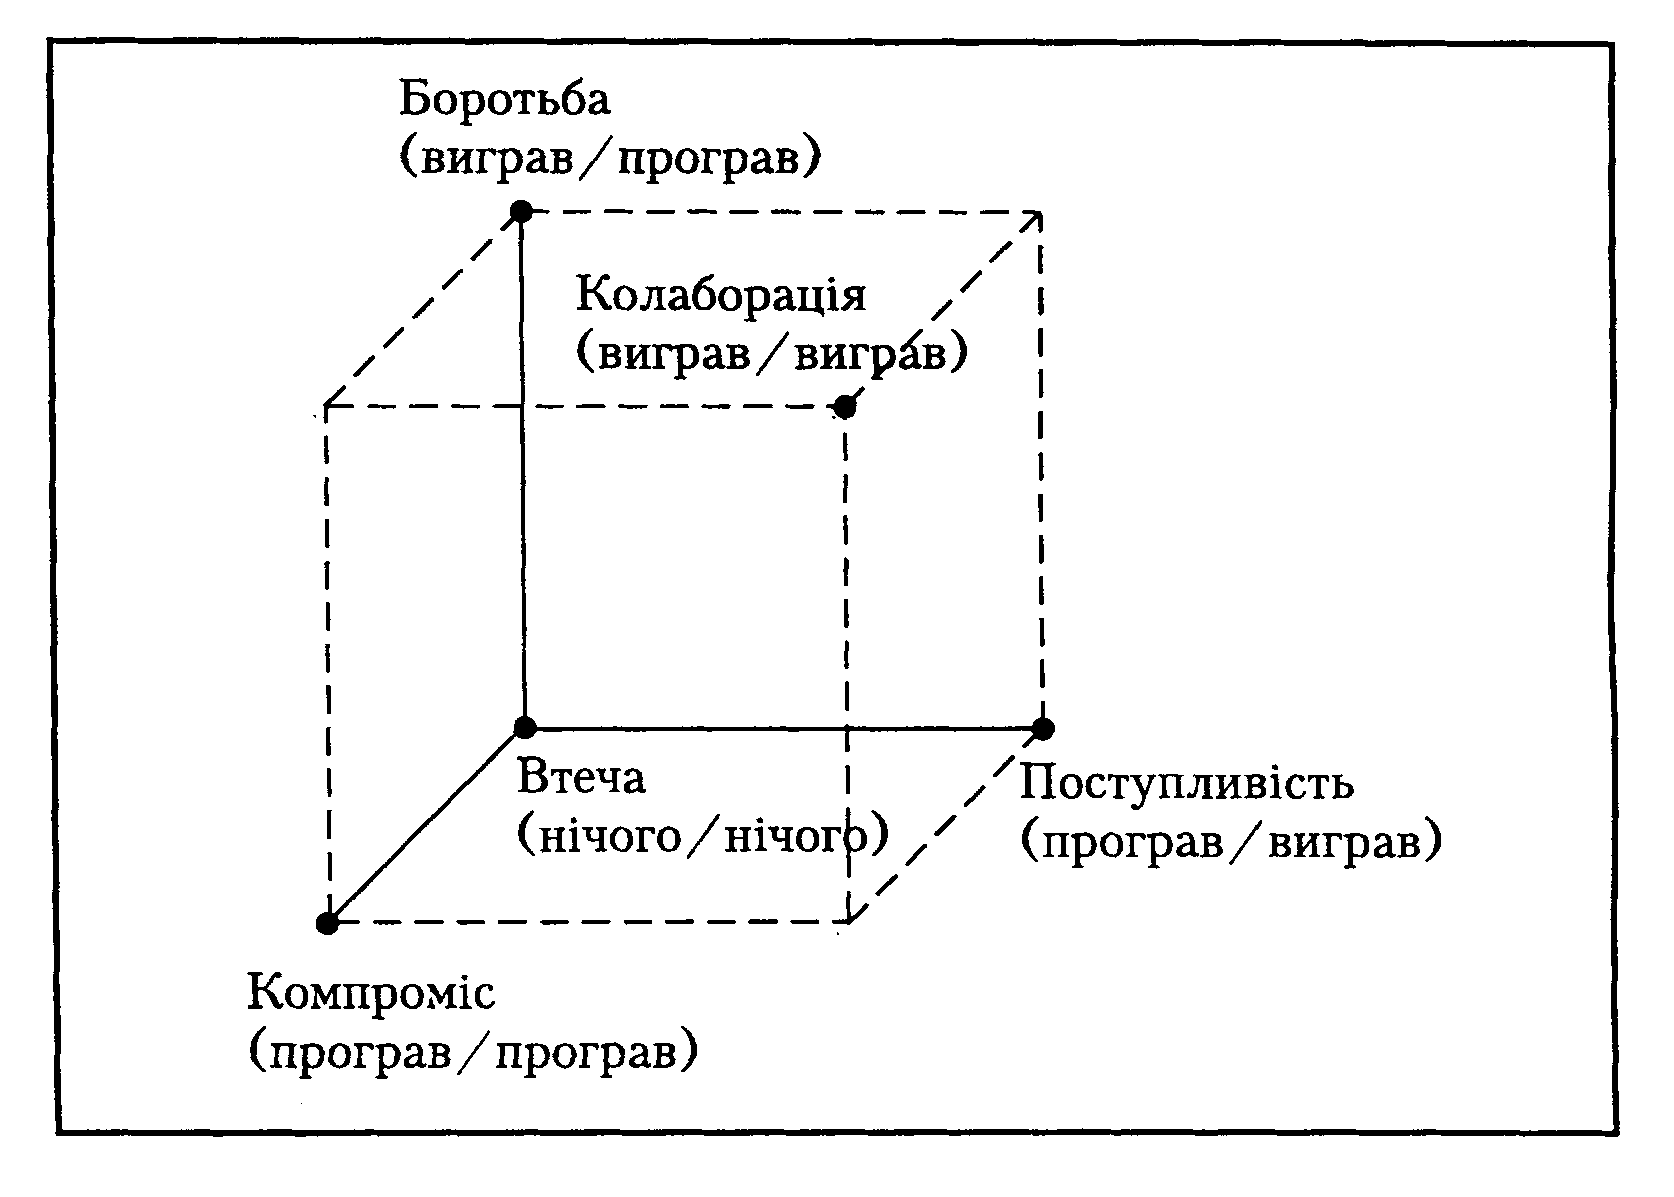 Боротьба
(виграв/програв)
Колаборація
(виграв/виграв)
Втеча
(нічого/нічого)
Поступливість
(програв/виграв)
Компроміс
(програв/програв)